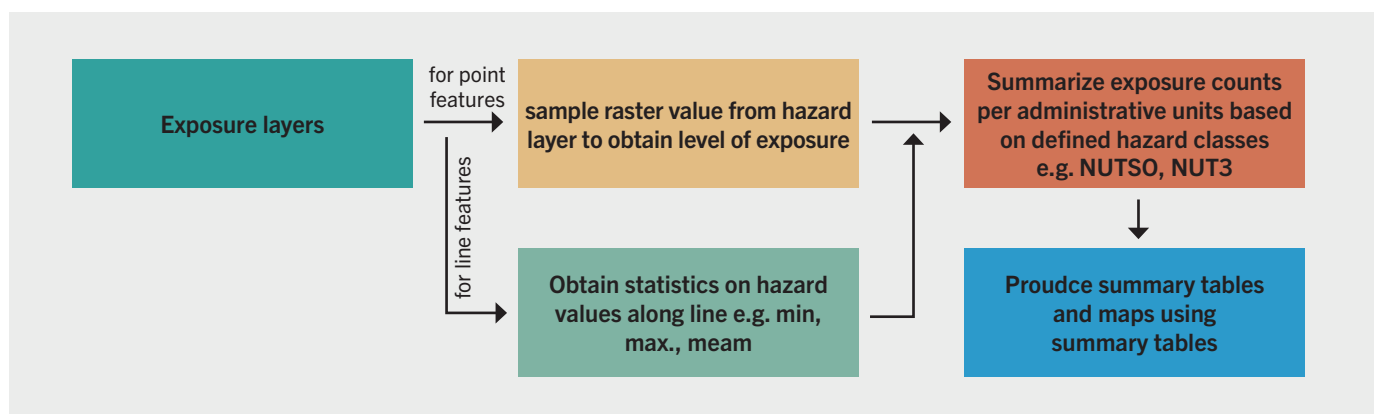 Exposure layers
for point
features
for line features
sample raster value from hazard
layer to obtain level of exposure
Obtain statistics on hazard
values along line e.g. min,
max., meam
Summarize exposure counts
per administrative units based
on defined hazard classes
e.g. NUTSO, NUT3
Proudce summary tables
and maps using
summary tables